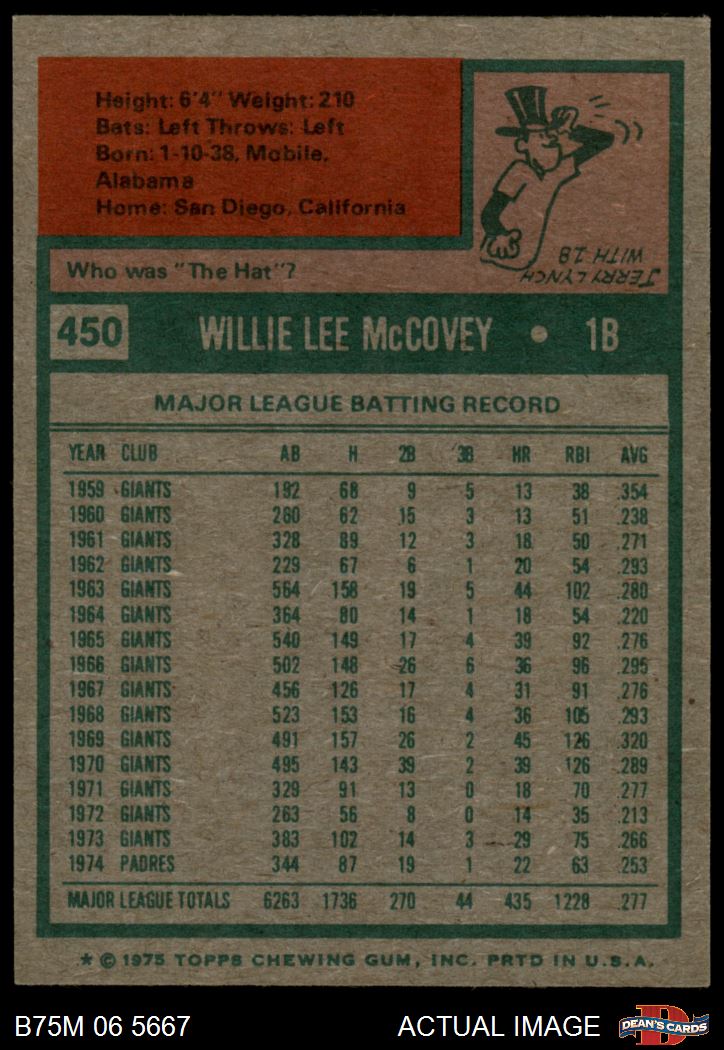 Height: 6'4" Weight: 210
Bats: Left Throws: Left
Born: 1-10-38, Mobile,
Alabama
Home: San Diego, California
JERRY LYNCH
WITH 18
Who was "The Hat"?
450 WILLIE LEE McCOVEY • 1B
MAJOR LEAGUE BATTING RECORD
YEAR CLUB AB H 2B 3B HR RBI AVG
1959 GIANTS 192 68 9 5 13 38 .354
1960 GIANTS 260 62 15 3 13 51 .238
1961 GIANTS 328 89 12 3 18 50 .271
1962 GIANTS 229 67 6 1 20 54 .293
1963 GIANTS 564 158 19 5 44 102 .280
1964 GIANTS 364 80 14 1 18 54 .220
1965 GIANTS 540 149 17 4 39 92 .276
1966 GIANTS 502 148 26 6 36 96 .295
1967 GIANTS 456 126 17 4 31 91 .276
1968 GIANTS 523 153 16 4 36 105 .293
1969 GIANTS 491 157 26 2 45 126 .320
1970 GIANTS 495 143 39 2 39 126 .289
1971 GIANTS 329 91 13 0 18 70 .277
1972 GIANTS 263 56 8 0 14 35 .213
1973 GIANTS 383 102 14 3 29 75 .266
1974 PADRES 344 87 19 1 22 63 .253
MAJOR LEAGUE TOTALS 6263 1736 270 44 435 1228 .277
* © 1975 TOPPS CHEWING GUM, INC. PRTD IN U.S.A.
B75M 06 5667 ACTUAL IMAGE D DEAN'S CARDS